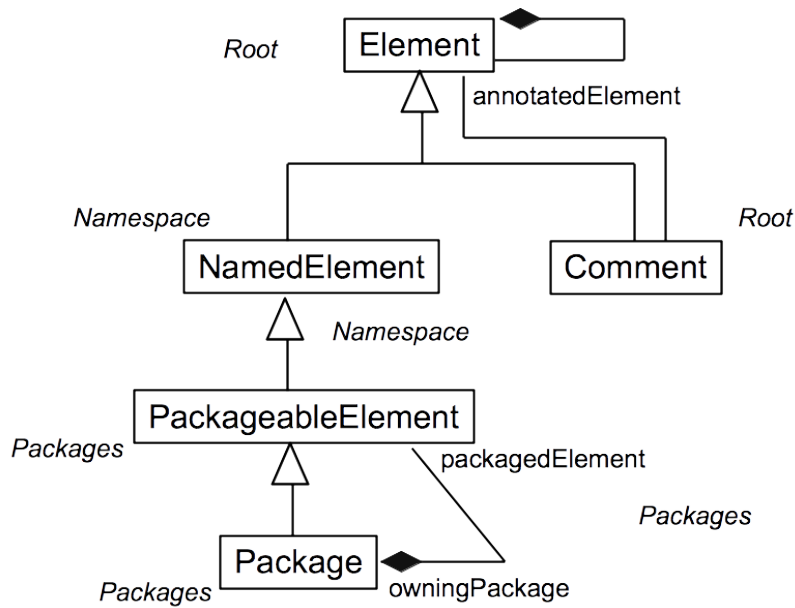 Element
Root
annotatedElement
Namespace
Root
NamedElement
Comment
Namespace
PackageableElement
Packages
packagedElement
Packages
Package
Packages
owningPackage